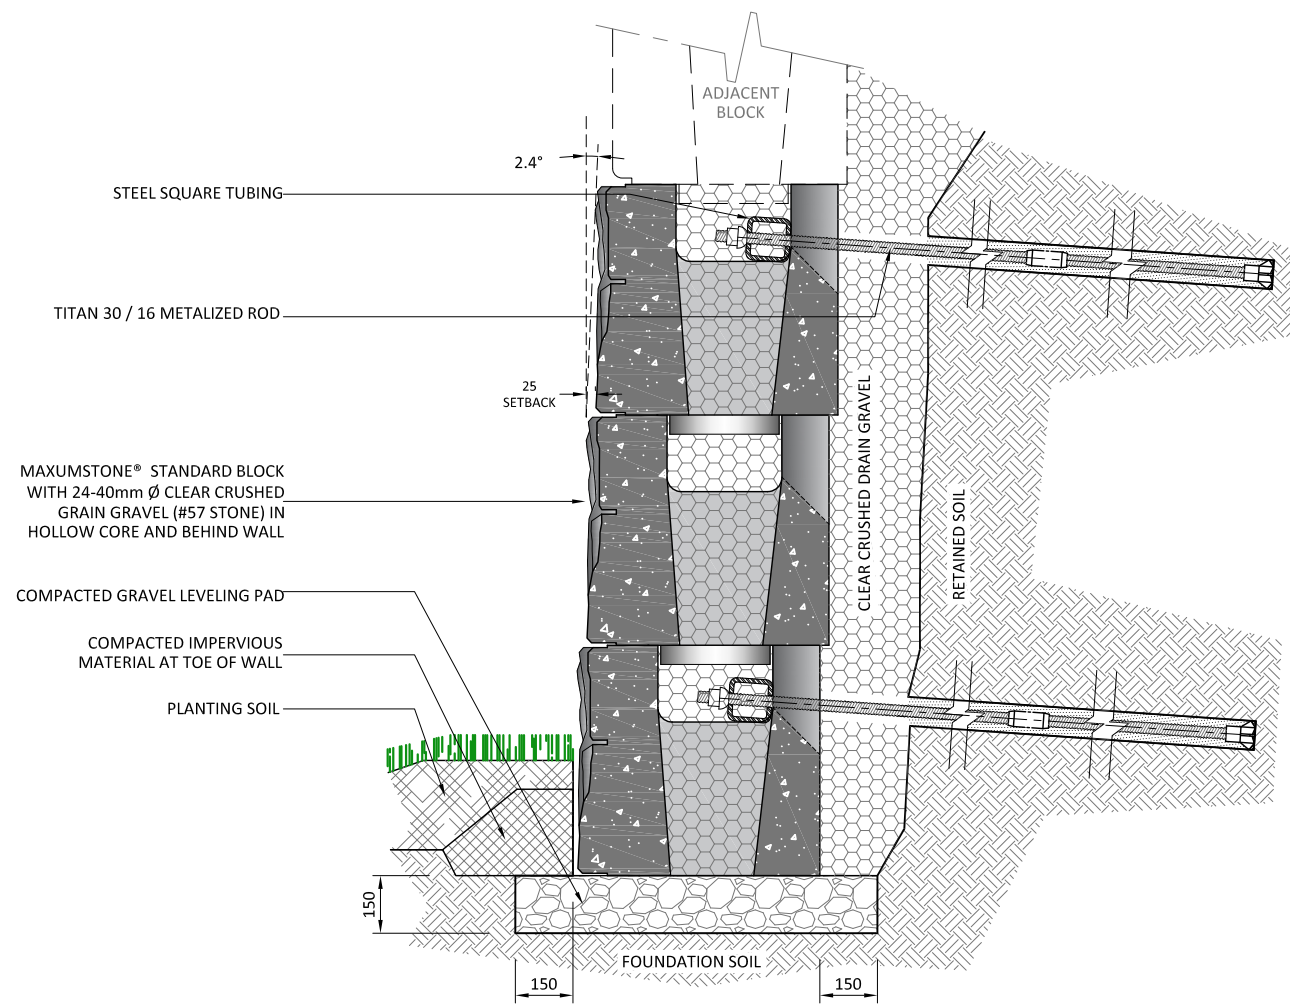 ADJACENT
BLOCK
2.4°
STEEL SQUARE TUBING
TITAN 30 / 16 METALIZED ROD
25
SETBACK
MAXUMSTONE® STANDARD BLOCK
WITH 24-40mm Ø CLEAR CRUSHED
GRAIN GRAVEL (#57 STONE) IN
HOLLOW CORE AND BEHIND WALL
CLEAR CRUSHED DRAIN GRAVEL
RETAINED SOIL
COMPACTED GRAVEL LEVELING PAD
COMPACTED IMPERVIOUS
MATERIAL AT TOE OF WALL
PLANTING SOIL
150
FOUNDATION SOIL
150
150